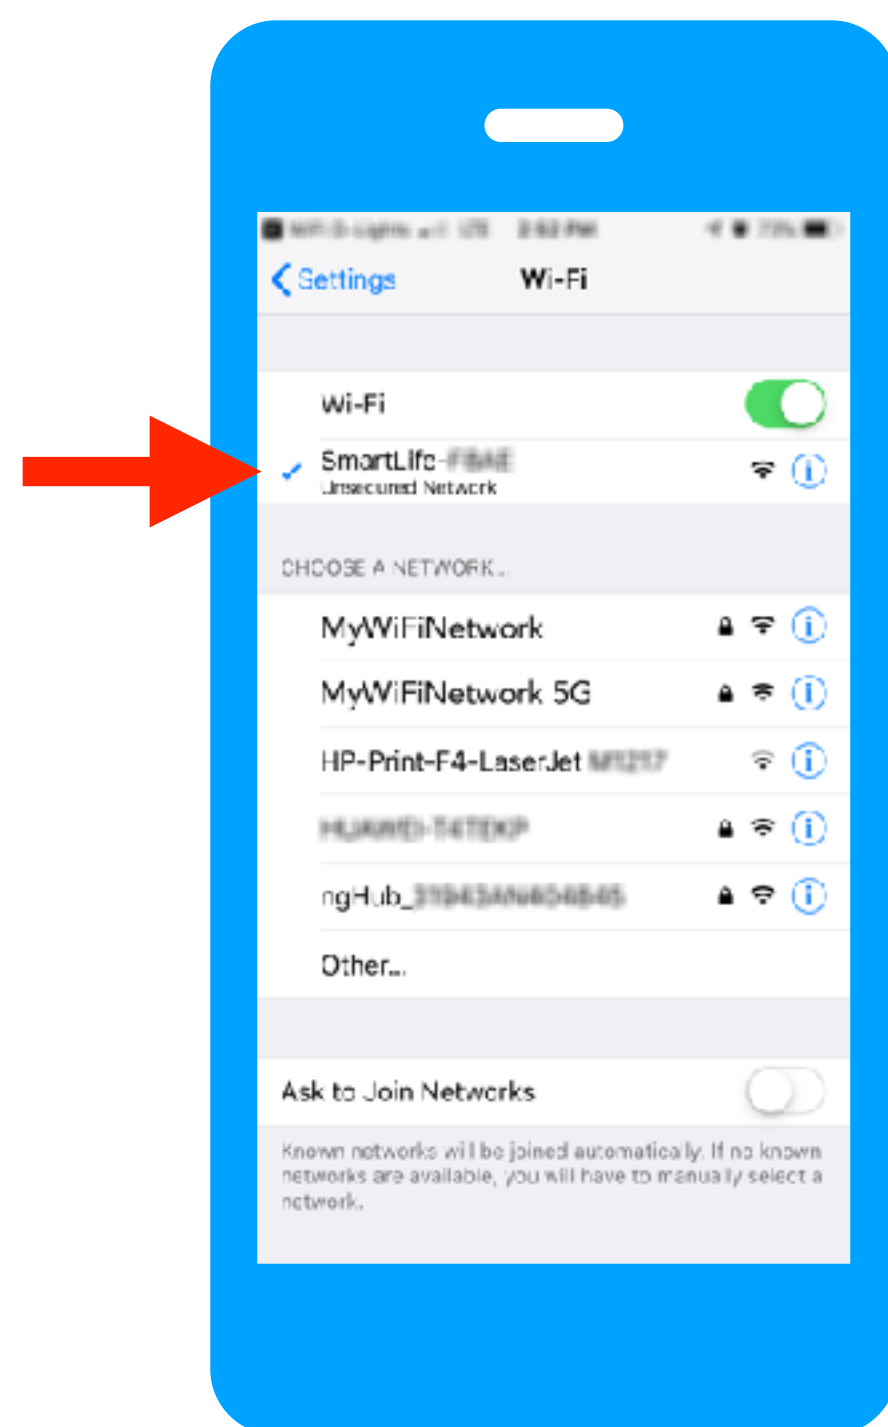 Settings
Wi-Fi
Wi-Fi
SmartLife-
Unsecured Network
CHOOSE A NETWORK...
MyWiFiNetwork
MyWiFiNetwork 5G
HP-Print-F4-LaserJet
ngHub_
Other...
Ask to Join Networks
Known networks will be joined automatically. If no known
networks are available, you will have to manually select a
network.